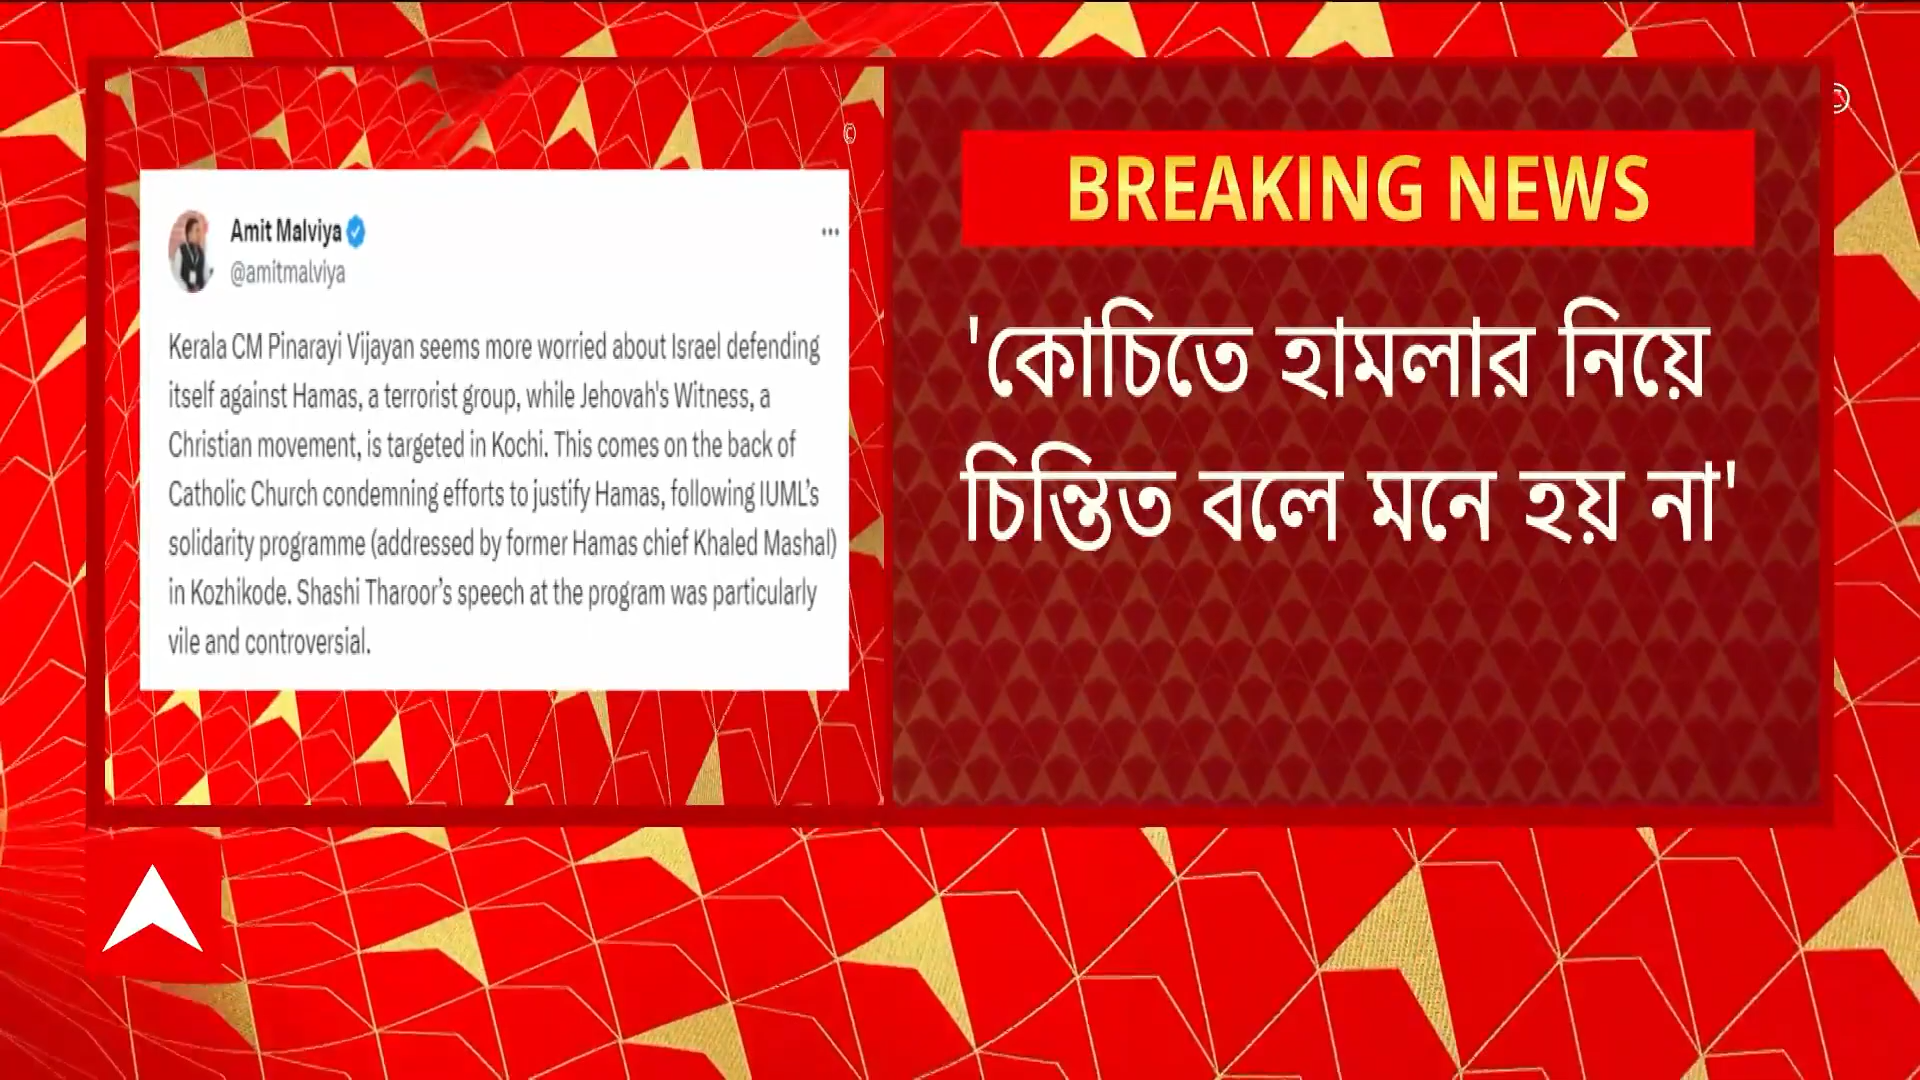 Amit Malviya
@amitmalviya
Kerala CM Pinarayi Vijayan seems more worried about Israel defending
itself against Hamas, a terrorist group, while Jehovah's Witness, a
Christian movement, is targeted in Kochi. This comes on the back of
Catholic Church condemning efforts to justify Hamas, following IUML’s
solidarity programme (addressed by former Hamas chief Khaled Mashal)
in Kozhikode. Shashi Tharoor’s speech at the program was particularly
vile and controversial.
©
BREAKING NEWS
'কোচিতে হামলার নিয়ে
চিন্তিত বলে মনে হয় না'
©